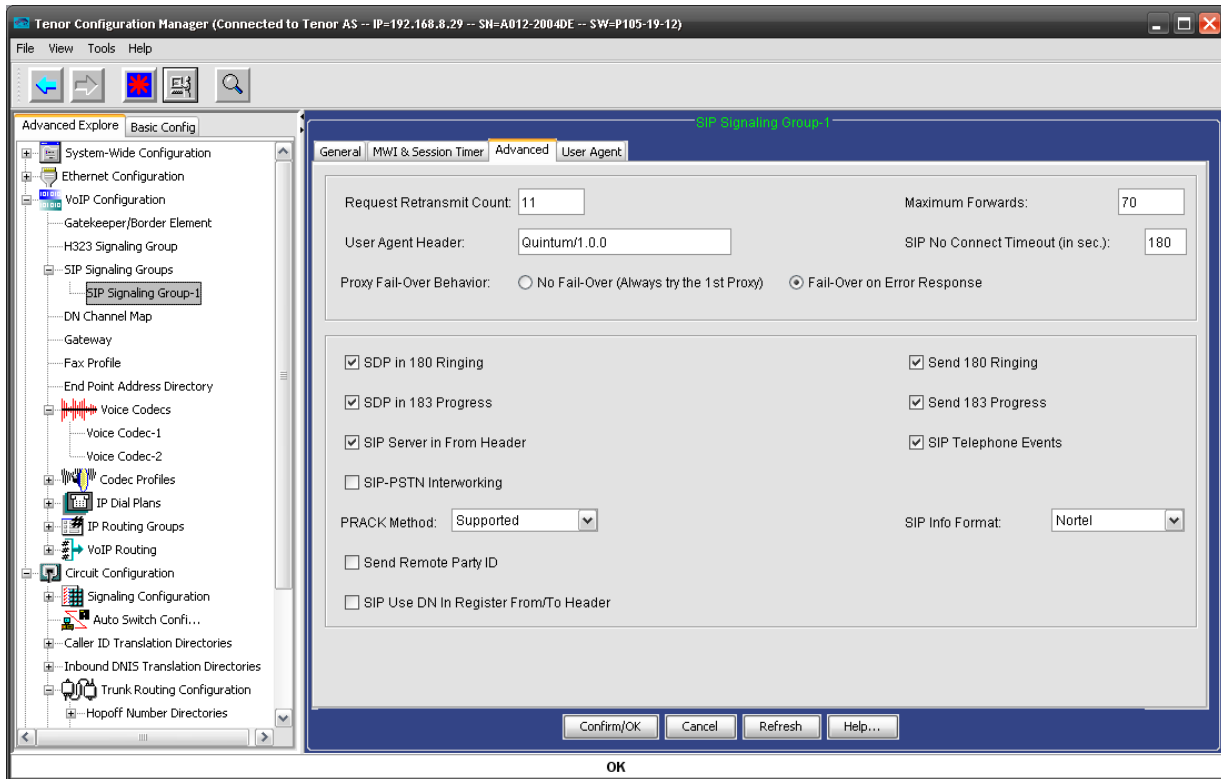 Tenor Configuration Manager (Connected to Tenor AS -- IP=192.168.8.29 -- SN=A012-2004DE -- SW=P105-19-12)
File View Tools Help
Advanced Explore Basic Config
System-Wide Configuration
Ethernet Configuration
VoIP Configuration
Gatekeeper/Border Element
H323 Signaling Group
SIP Signaling Groups
SIP Signaling Group-1
DN Channel Map
Gateway
Fax Profile
End Point Address Directory
Voice Codecs
Voice Codec-1
Voice Codec-2
Codec Profiles
IP Dial Plans
IP Routing Groups
VoIP Routing
Circuit Configuration
Signaling Configuration
Auto Switch Confi...
Caller ID Translation Directories
Inbound DNIS Translation Directories
Trunk Routing Configuration
Hopoff Number Directories
SIP Signaling Group-1
General MWI & Session Timer Advanced User Agent
Request Retransmit Count: 11 Maximum Forwards: 70
User Agent Header: Quintum/1.0.0 SIP No Connect Timeout (in sec.): 180
Proxy Fail-Over Behavior: No Fail-Over (Always try the 1st Proxy) Fail-Over on Error Response
SDP in 180 Ringing Send 180 Ringing
SDP in 183 Progress Send 183 Progress
SIP Server in From Header SIP Telephone Events
SIP-PSTN Interworking
PRACK Method: Supported SIP Info Format: Nortel
Send Remote Party ID
SIP Use DN In Register From/To Header
Confirm/OK Cancel Refresh Help...
OK